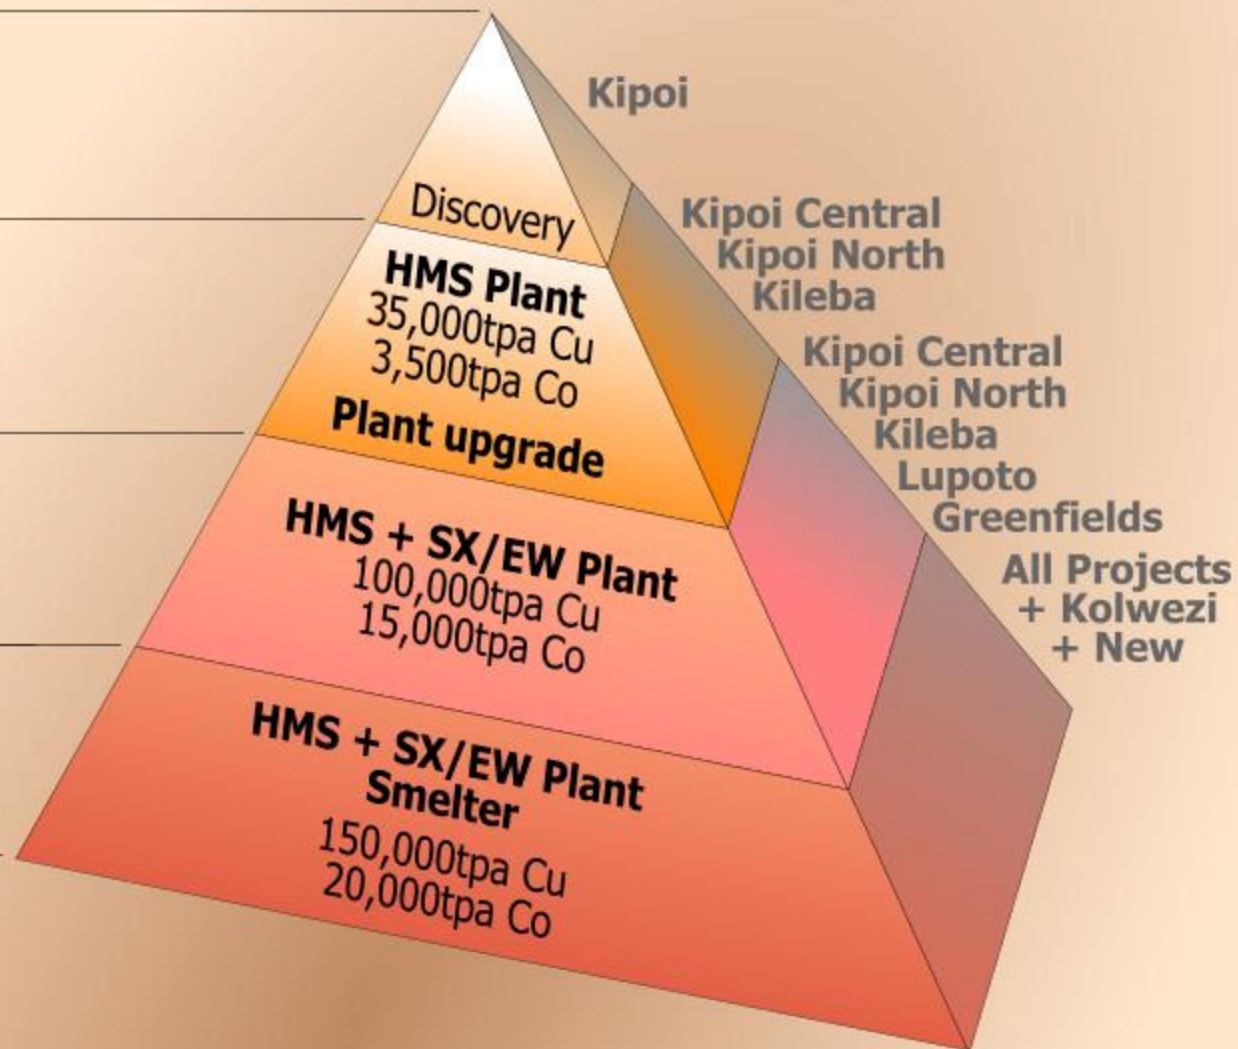 Kipoi
Discovery
Kipoi Central
Kipoi North
Kileba
HMS Plant
35,000tpa Cu
3,500tpa Co
Plant upgrade
Kipoi Central
Kipoi North
Kileba
Lupoto
Greenfields
HMS + SX/EW Plant
100,000tpa Cu
15,000tpa Co
All Projects
+ Kolwezi
+ New
HMS + SX/EW Plant
Smelter
150,000tpa Cu
20,000tpa Co